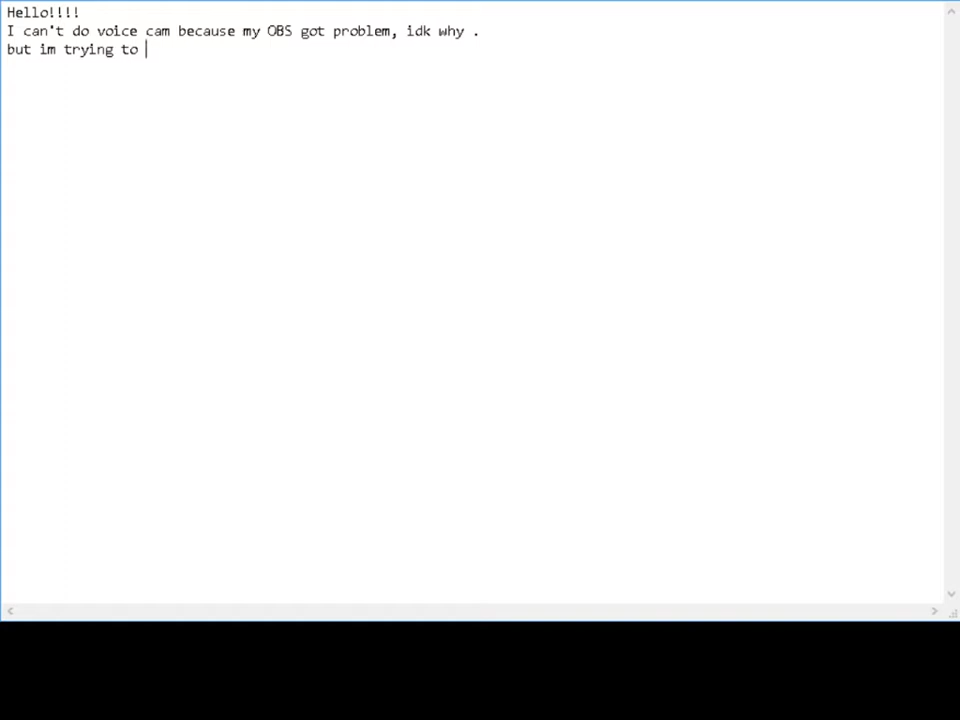 Hello!!!!
I can't do voice cam because my OBS got problem, idk why .
but im trying to